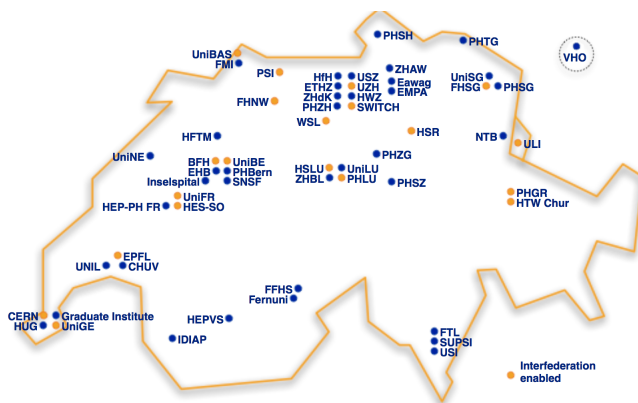 PHSH
PHTG
UniBAS
FMI
VHO
PSI
ZHAW
HfH
USZ
UniSG
ETHZ
UZH
Eawag
FHSG
PHSG
ZHdK
HWZ
EMPA
FHNW
PHZH
SWITCH
WSL
HSR
HFTM
NTB
ULI
UniNE
PHZG
BFH
UniBE
EHB
PHBern
HSLU
UniLU
Inselspital
SNSF
ZHBL
PHLU
PHSZ
UniFR
PHGR
HEP-PH FR
HES-SO
HTW Chur
EPFL
UNIL
CHUV
FFHS
Fernuni
CERN
Graduate Institute
HEPVS
HUG
UniGE
FTL
IDIAP
SUPSI
USI
Interfederation
enabled